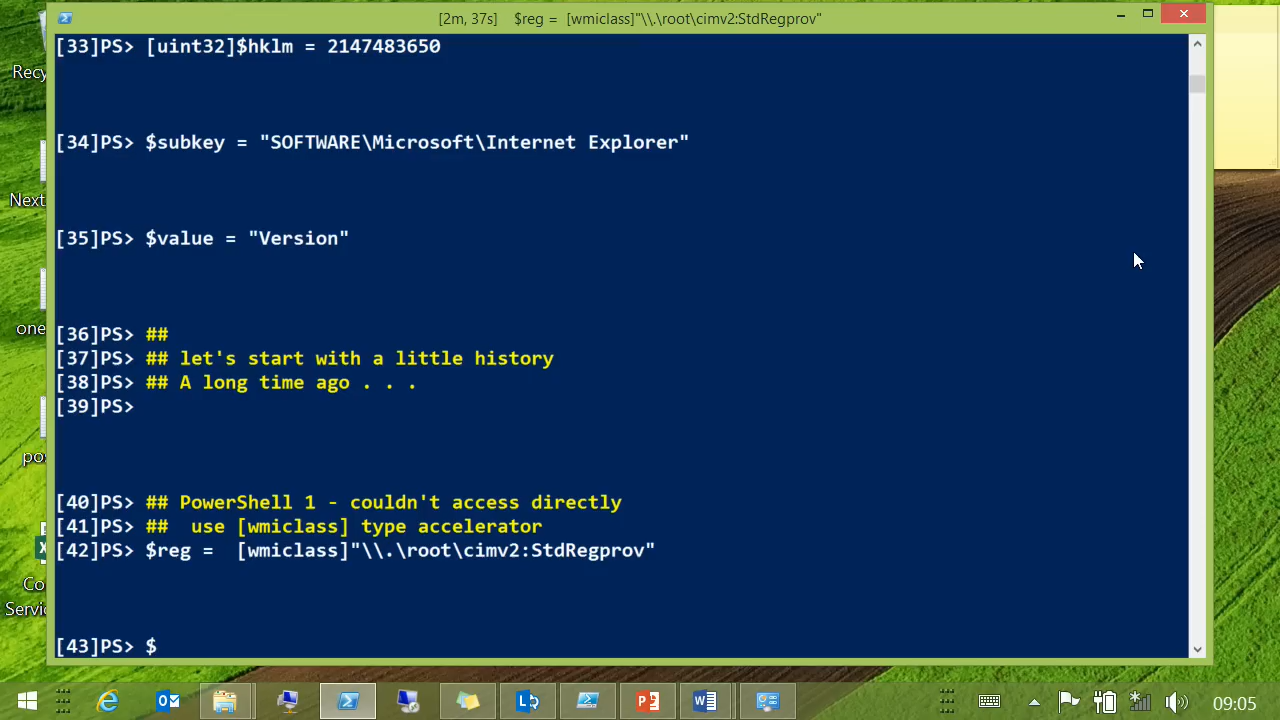 [2m, 37s]    $reg =  [wmiclass]"\\.\root\cimv2:StdRegprov"
[33]PS> [uint32]$hklm = 2147483650
[34]PS> $subkey = "SOFTWARE\Microsoft\Internet Explorer"
[35]PS> $value = "Version"
[36]PS> ##
[37]PS> ## let's start with a little history
[38]PS> ## A long time ago . . .
[39]PS>
[40]PS> ## PowerShell 1 - couldn't access directly
[41]PS> ##  use [wmiclass] type accelerator
[42]PS> $reg =  [wmiclass]"\\.\root\cimv2:StdRegprov"
[43]PS> $
Recy
Next
one
pos
Co
Servic
09:05